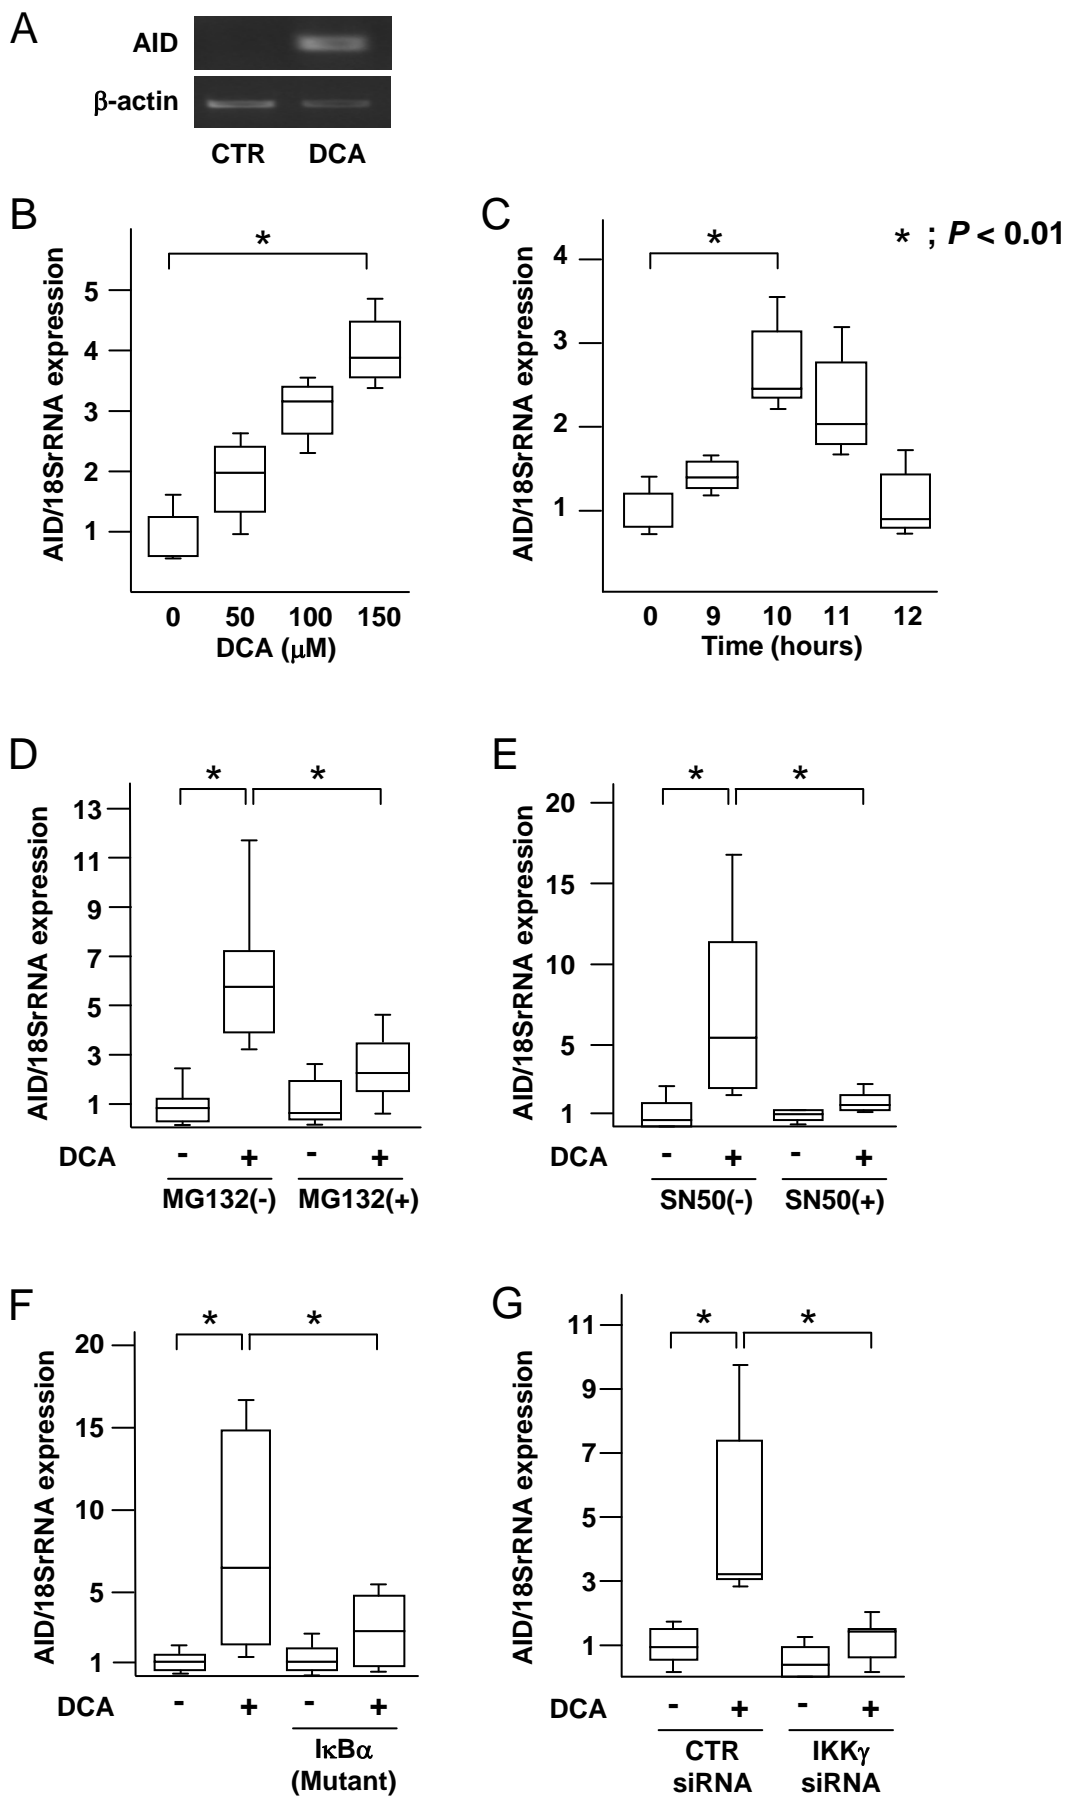 A
AID
β-actin
CTR DCA
B
AID/18SrRNA expression
*
5
4
3
2
1
0 50 100 150
DCA (μM)
C
* ; P < 0.01
AID/18SrRNA expression
*
4
3
2
1
0 9 10 11 12
Time (hours)
D
AID/18SrRNA expression
* *
13
11
9
7
5
3
1
DCA - + - +
MG132(-) MG132(+)
E
AID/18SrRNA expression
* *
20
15
10
5
1
DCA - + - +
SN50(-) SN50(+)
F
AID/18SrRNA expression
* *
20
15
10
5
1
DCA - + - +
IκBα
(Mutant)
G
AID/18SrRNA expression
* *
11
9
7
5
3
1
DCA - + - +
CTR IKKγ
siRNA siRNA